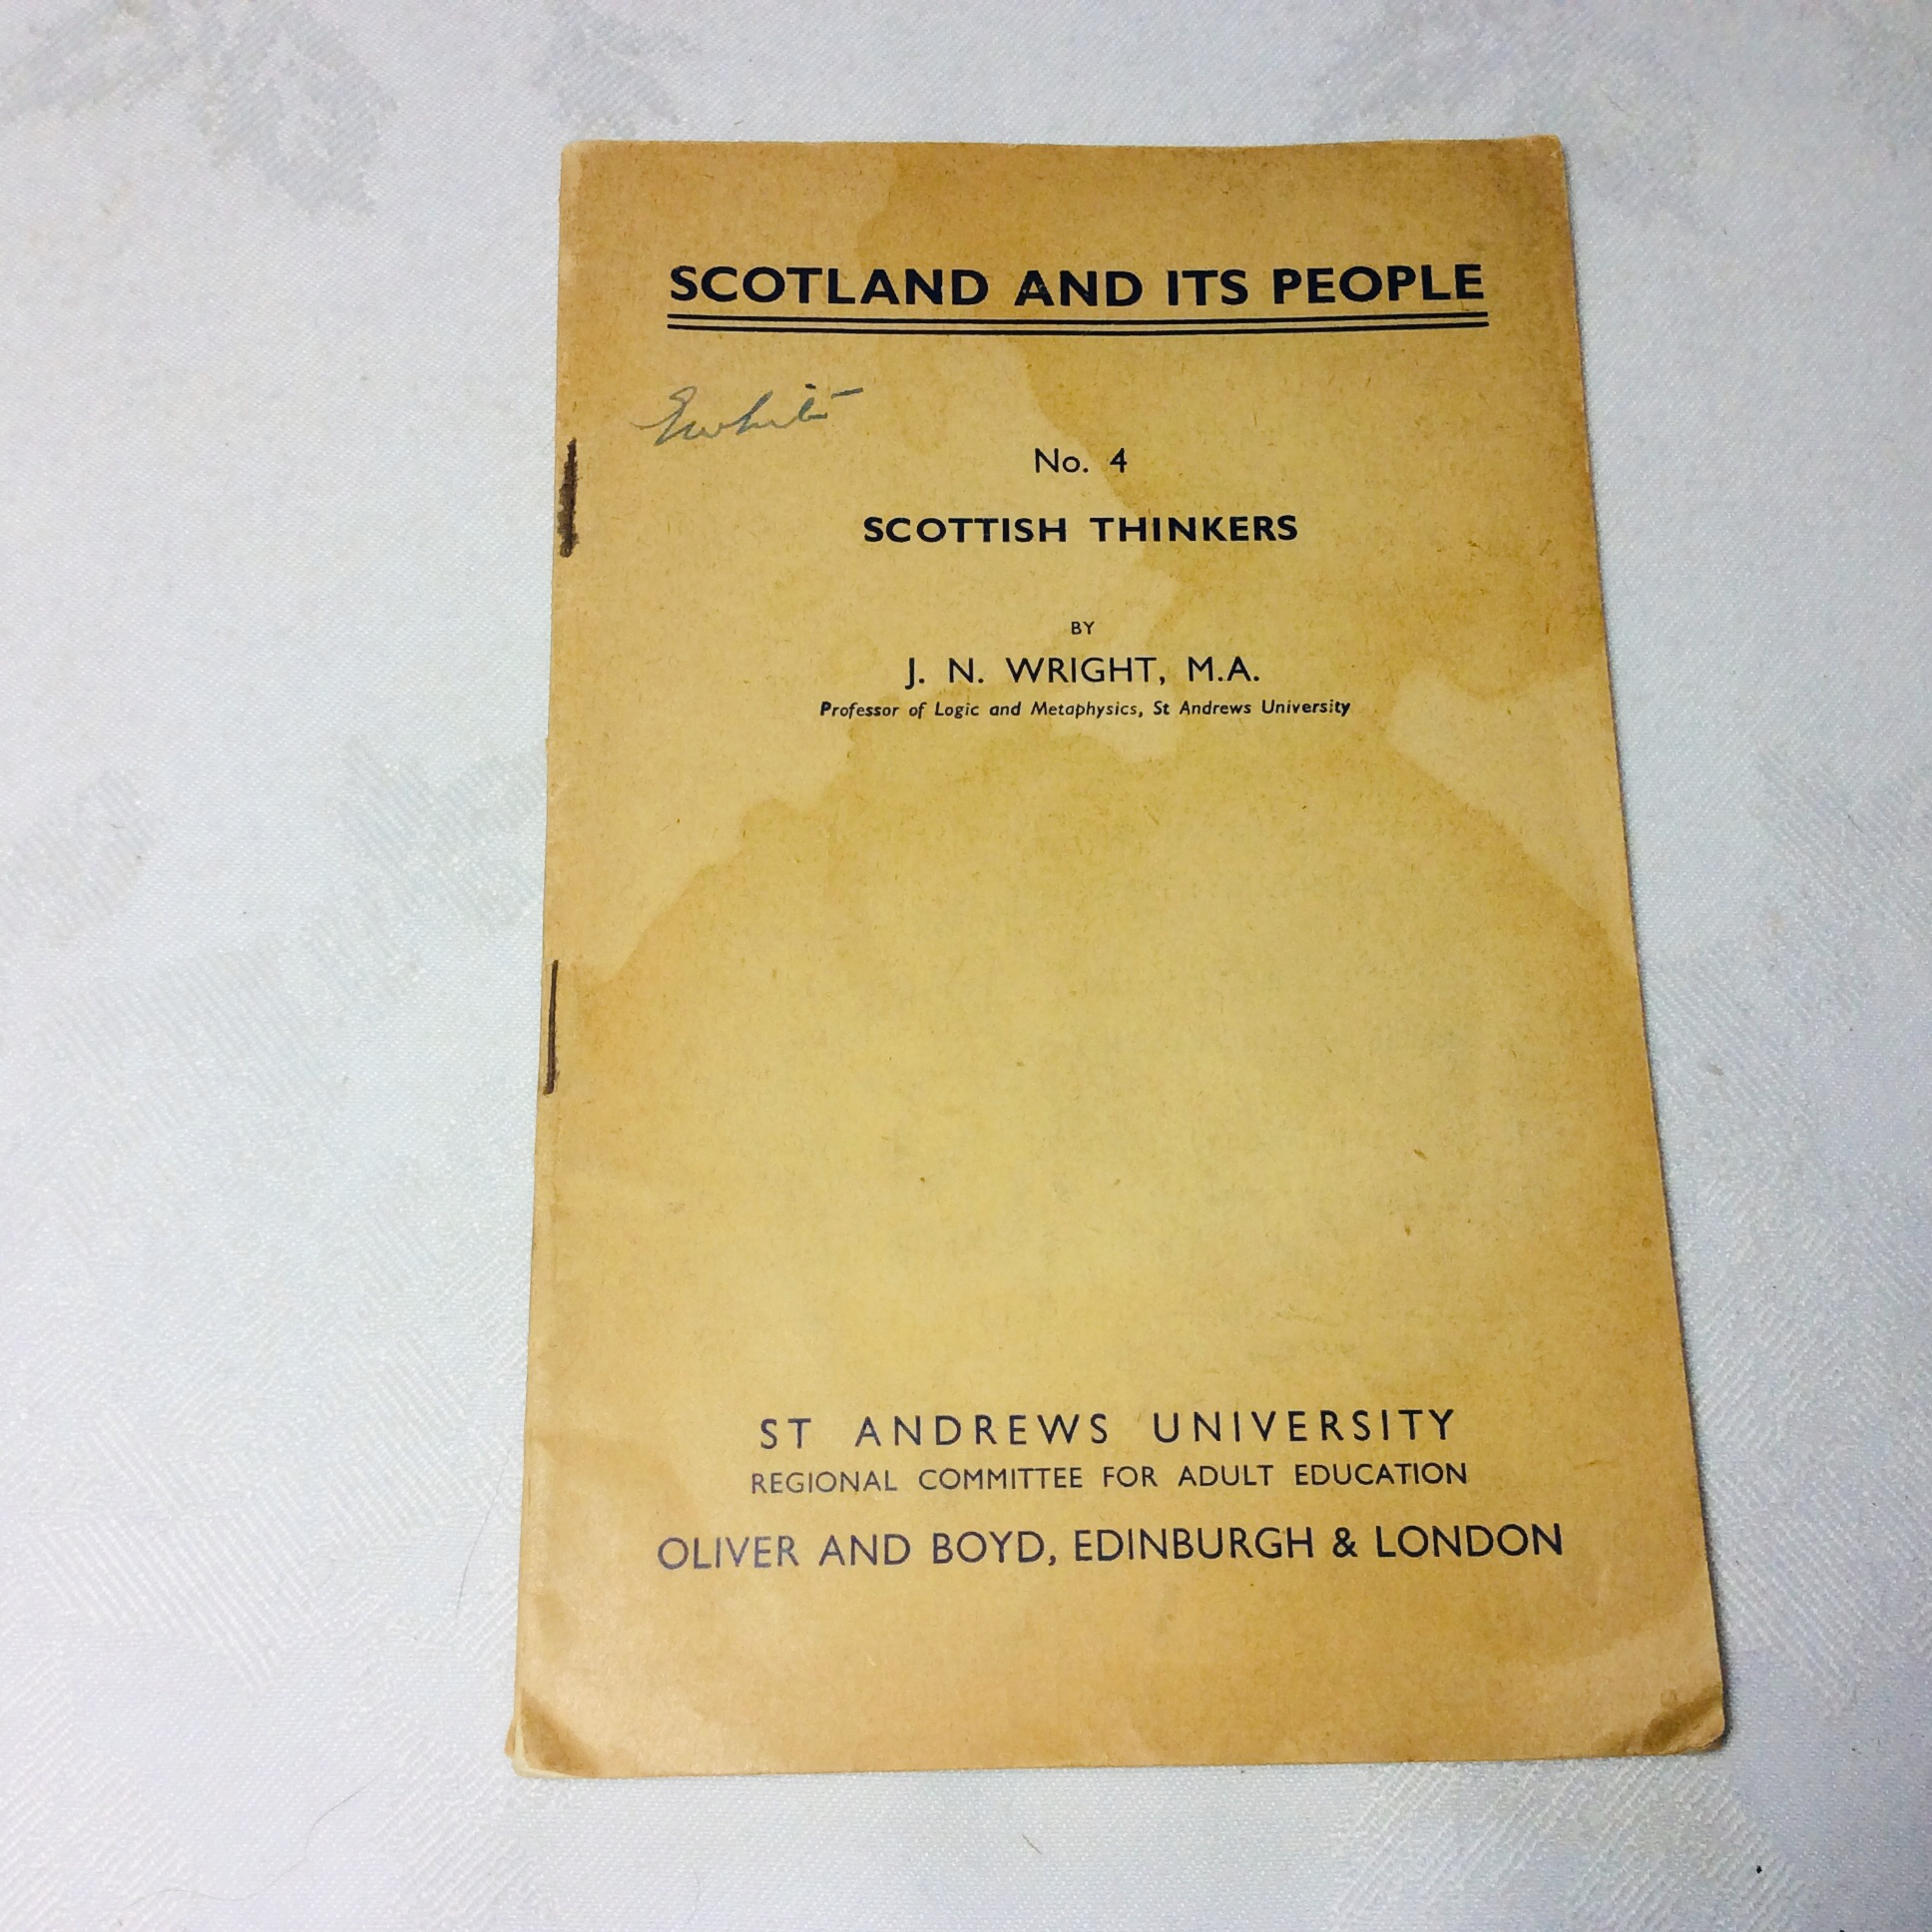 SCOTLAND AND ITS PEOPLE
No. 4
SCOTTISH THINKERS
BY
J. N. WRIGHT, M.A.
Professor of Logic and Metaphysics, St Andrews University
ST ANDREWS UNIVERSITY
REGIONAL COMMITTEE FOR ADULT EDUCATION
OLIVER AND BOYD, EDINBURGH & LONDON